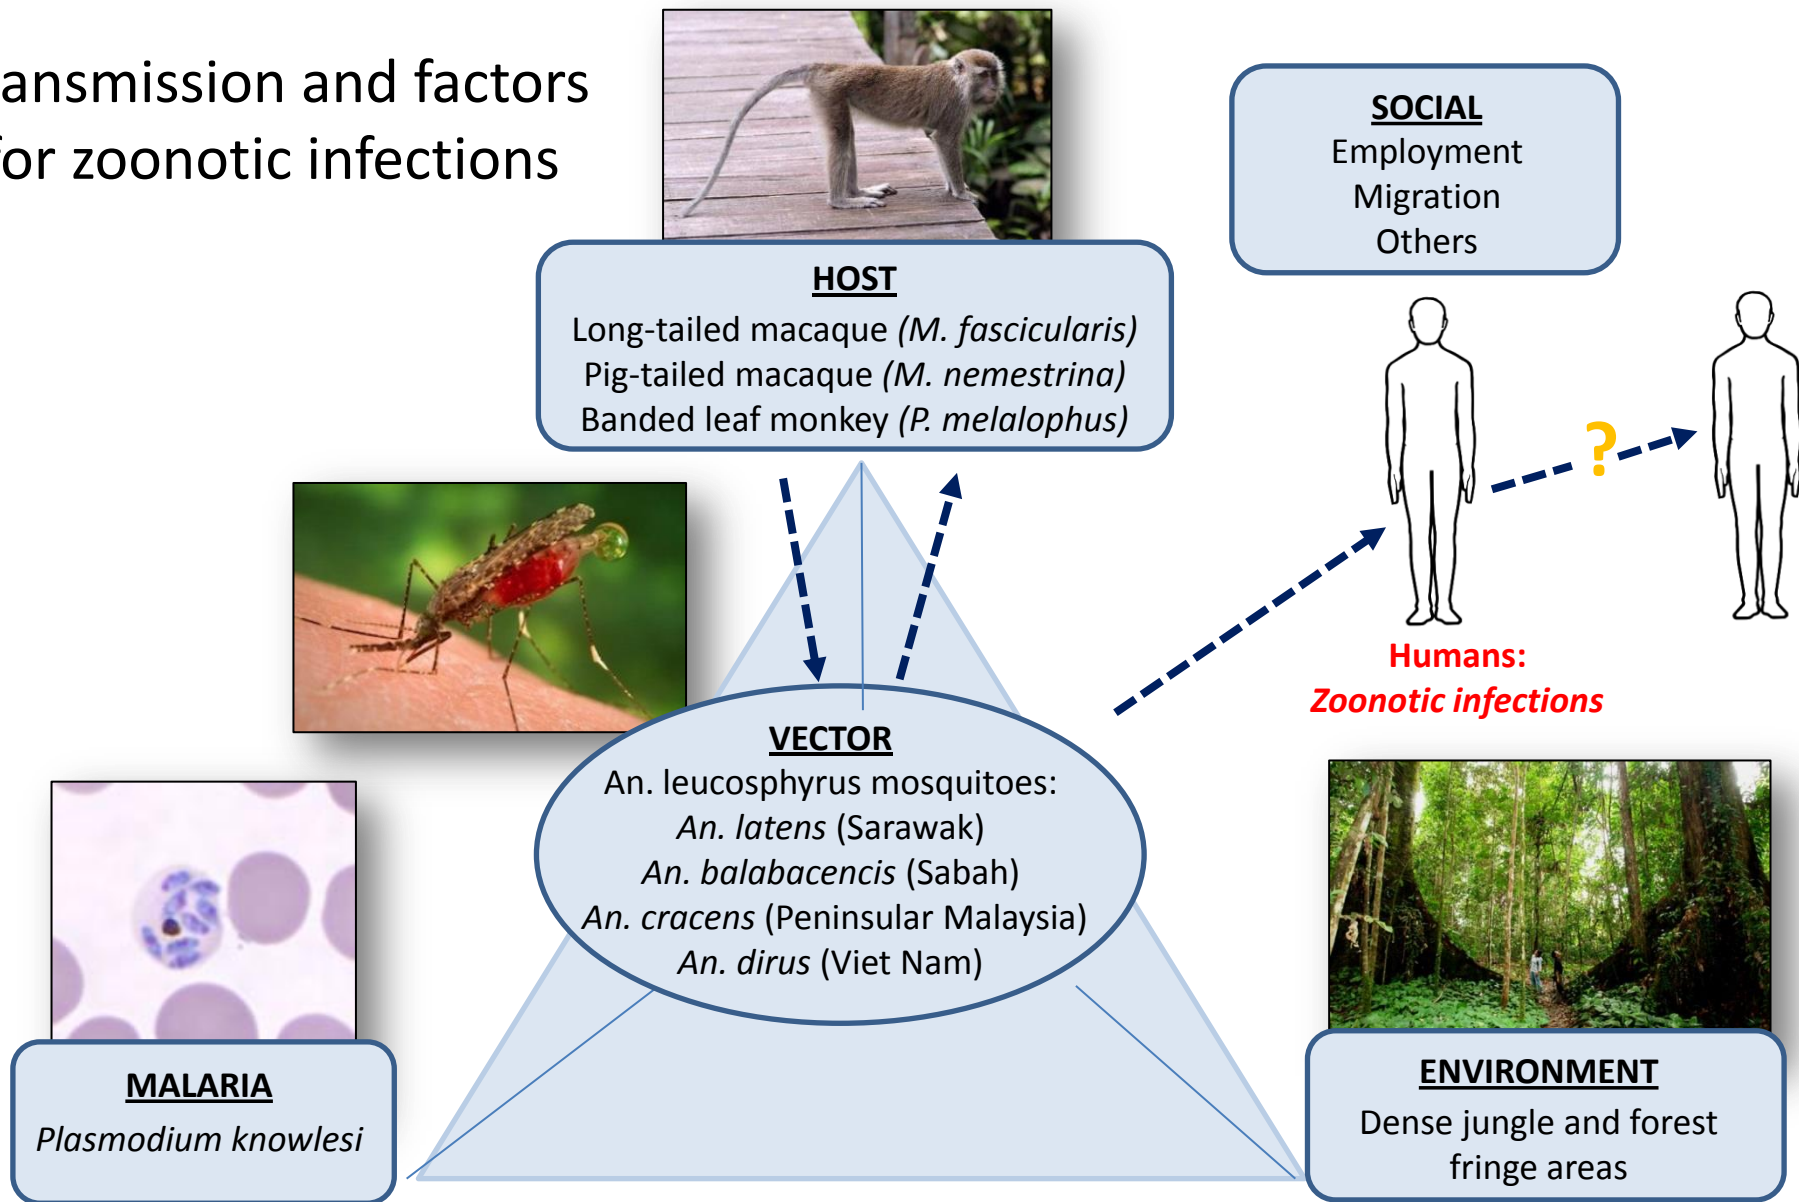 ansmission and factors
for zoonotic infections
SOCIAL
Employment
Migration
Others
HOST
Long-tailed macaque (M. fascicularis)
Pig-tailed macaque (M. nemestrina)
Banded leaf monkey (P. melalophus)
?
Humans:
Zoonotic infections
VECTOR
An. leucosphyrus mosquitoes:
An. latens (Sarawak)
An. balabacencis (Sabah)
An. cracens (Peninsular Malaysia)
An. dirus (Viet Nam)
MALARIA
Plasmodium knowlesi
ENVIRONMENT
Dense jungle and forest
fringe areas